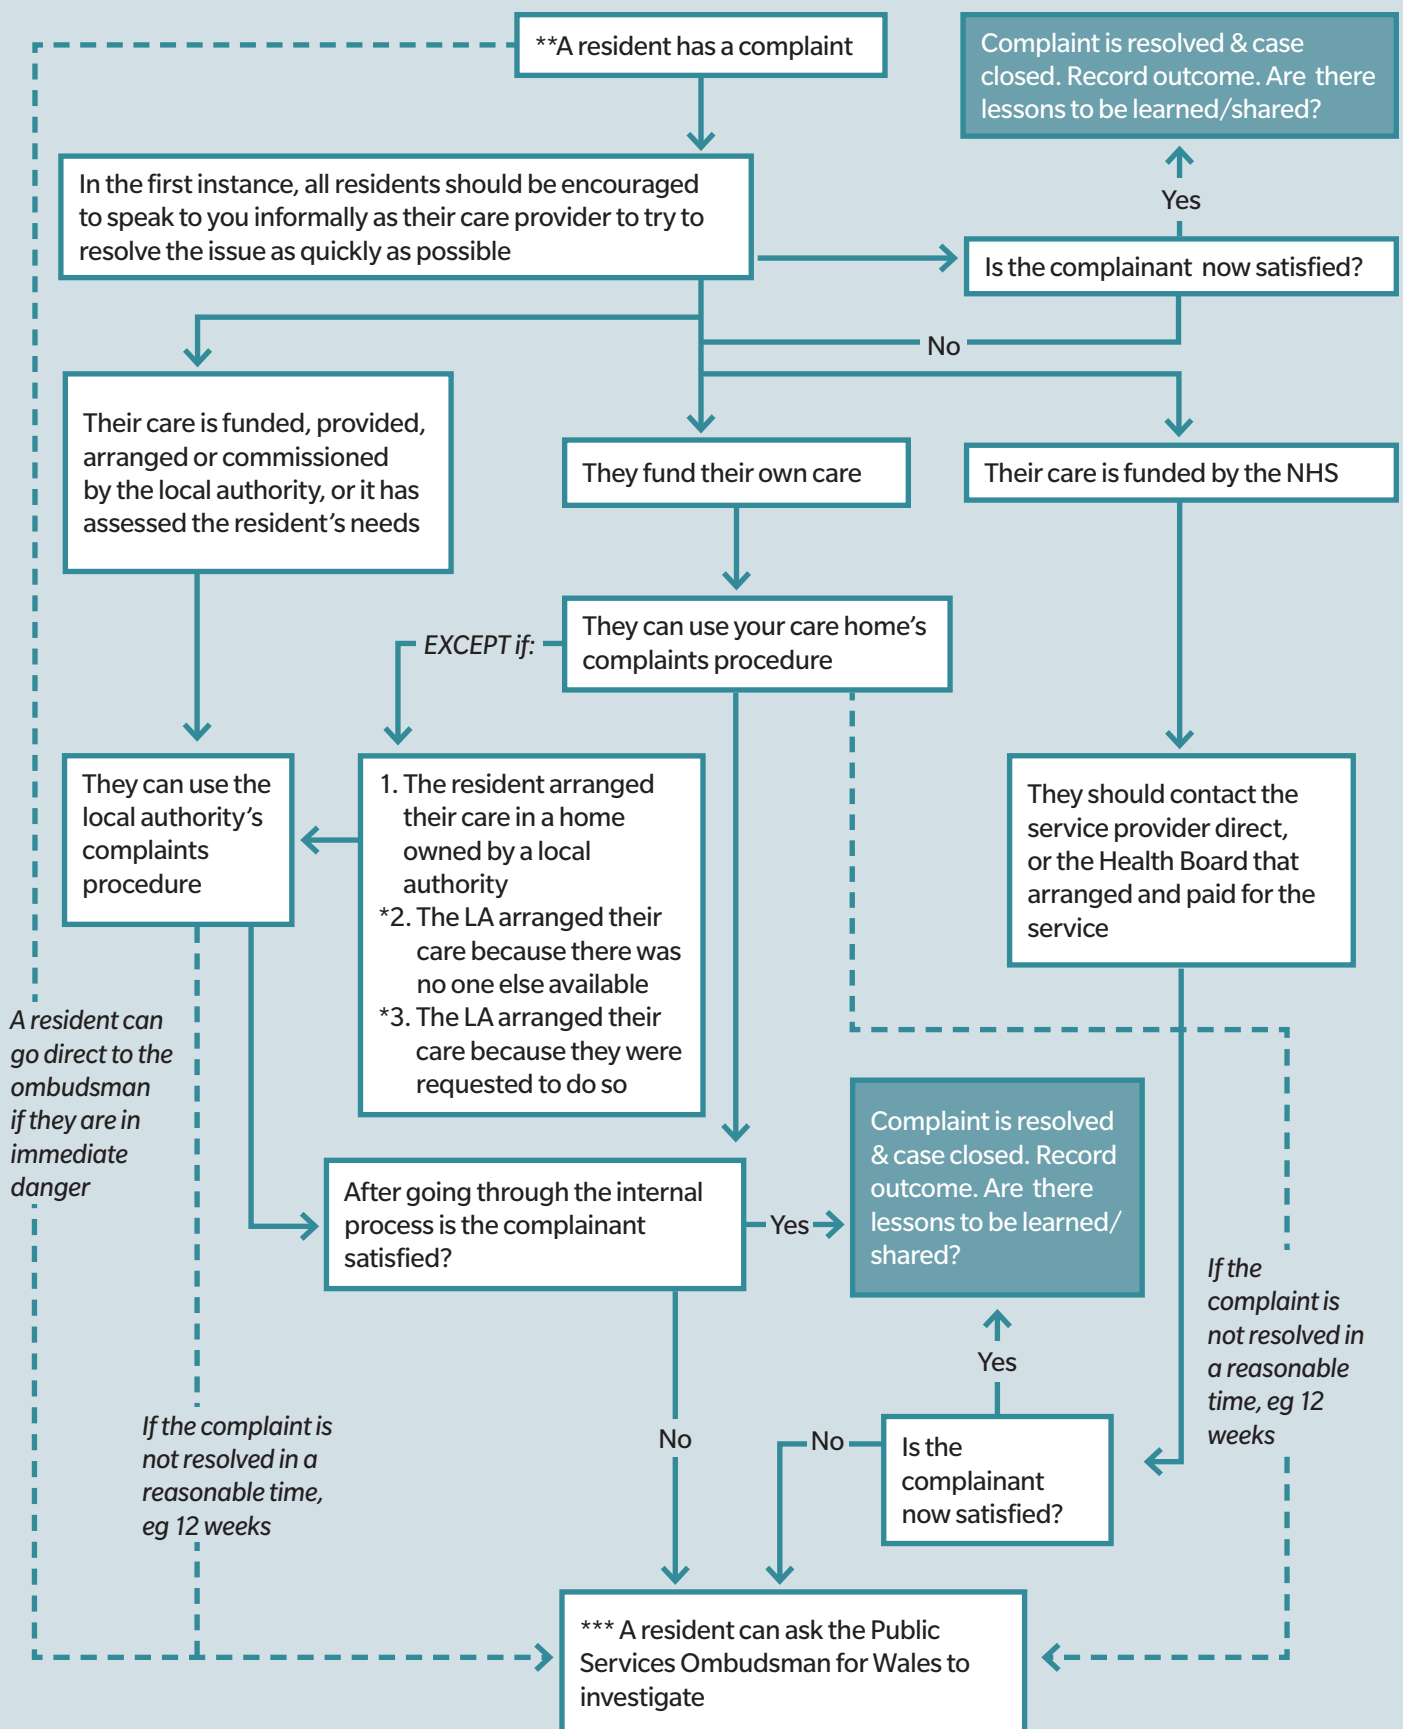 **A resident has a complaint
Complaint is resolved & case
closed. Record outcome. Are there
lessons to be learned/shared?
In the first instance, all residents should be encouraged
to speak to you informally as their care provider to try to
resolve the issue as quickly as possible
Yes
Is the complainant now satisfied?
No
Their care is funded, provided,
arranged or commissioned
by the local authority, or it has
assessed the resident's needs
They fund their own care
Their care is funded by the NHS
EXCEPT if:
They can use your care home's
complaints procedure
They can use the
local authority's
complaints
procedure
1. The resident arranged
their care in a home
owned by a local
authority
*2. The LA arranged their
care because there was
no one else available
*3. The LA arranged their
care because they were
requested to do so
They should contact the
service provider direct,
or the Health Board that
arranged and paid for the
service
A resident can
go direct to the
ombudsman
if they are in
immediate
danger
After going through the internal
process is the complainant
satisfied?
Yes
Complaint is resolved
& case closed. Record
outcome. Are there
lessons to be learned/
shared?
If the
complaint is
not resolved in
a reasonable
time, eg 12
weeks
Yes
If the complaint is
not resolved in a
reasonable time,
eg 12 weeks
No
No
Is the
complainant
now satisfied?
*** A resident can ask the Public
Services Ombudsman for Wales to
investigate